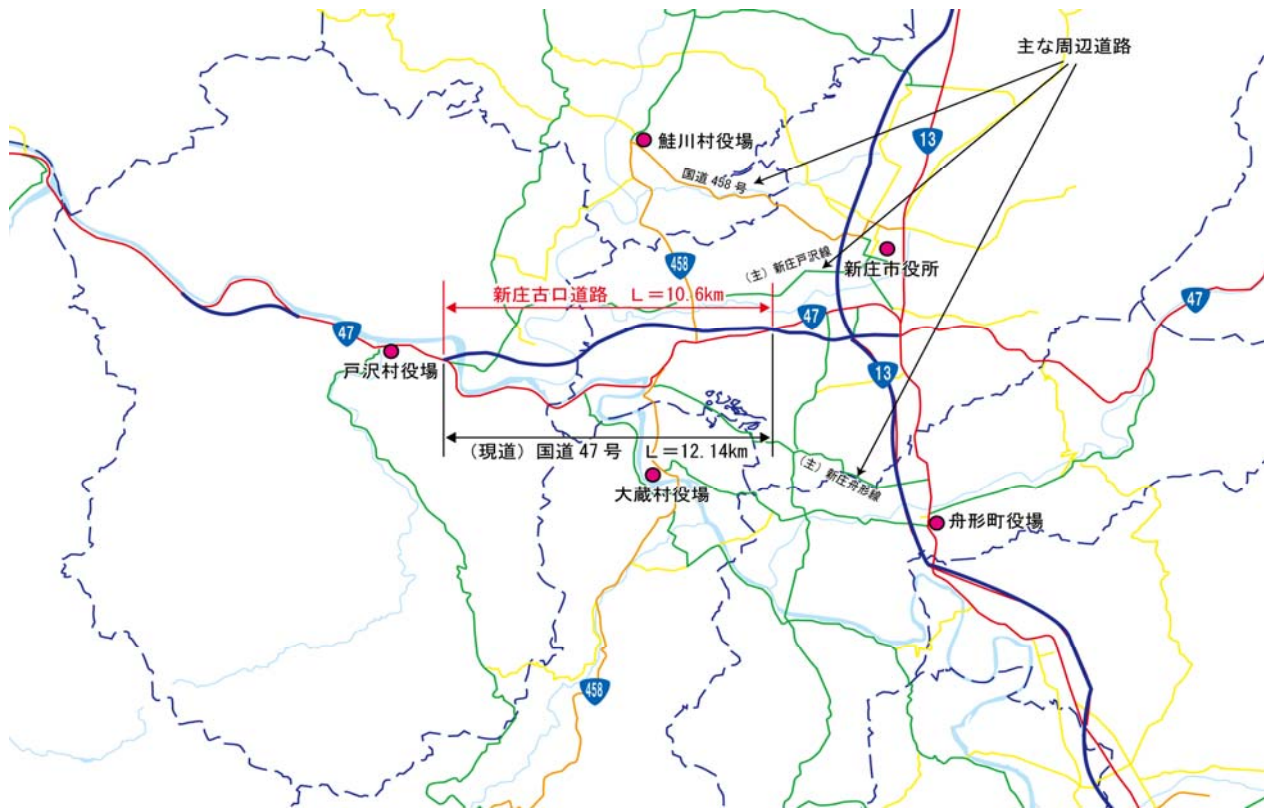 主な周辺道路
13
鮭川村役場
国道458号
458
(主)新庄戸沢線
新庄市役所
新庄古口道路 L=10.6km
47
47
47
戸沢村役場
13
(現道)国道47号 L=12.14km
(主)新庄舟形線
大蔵村役場
舟形町役場
458